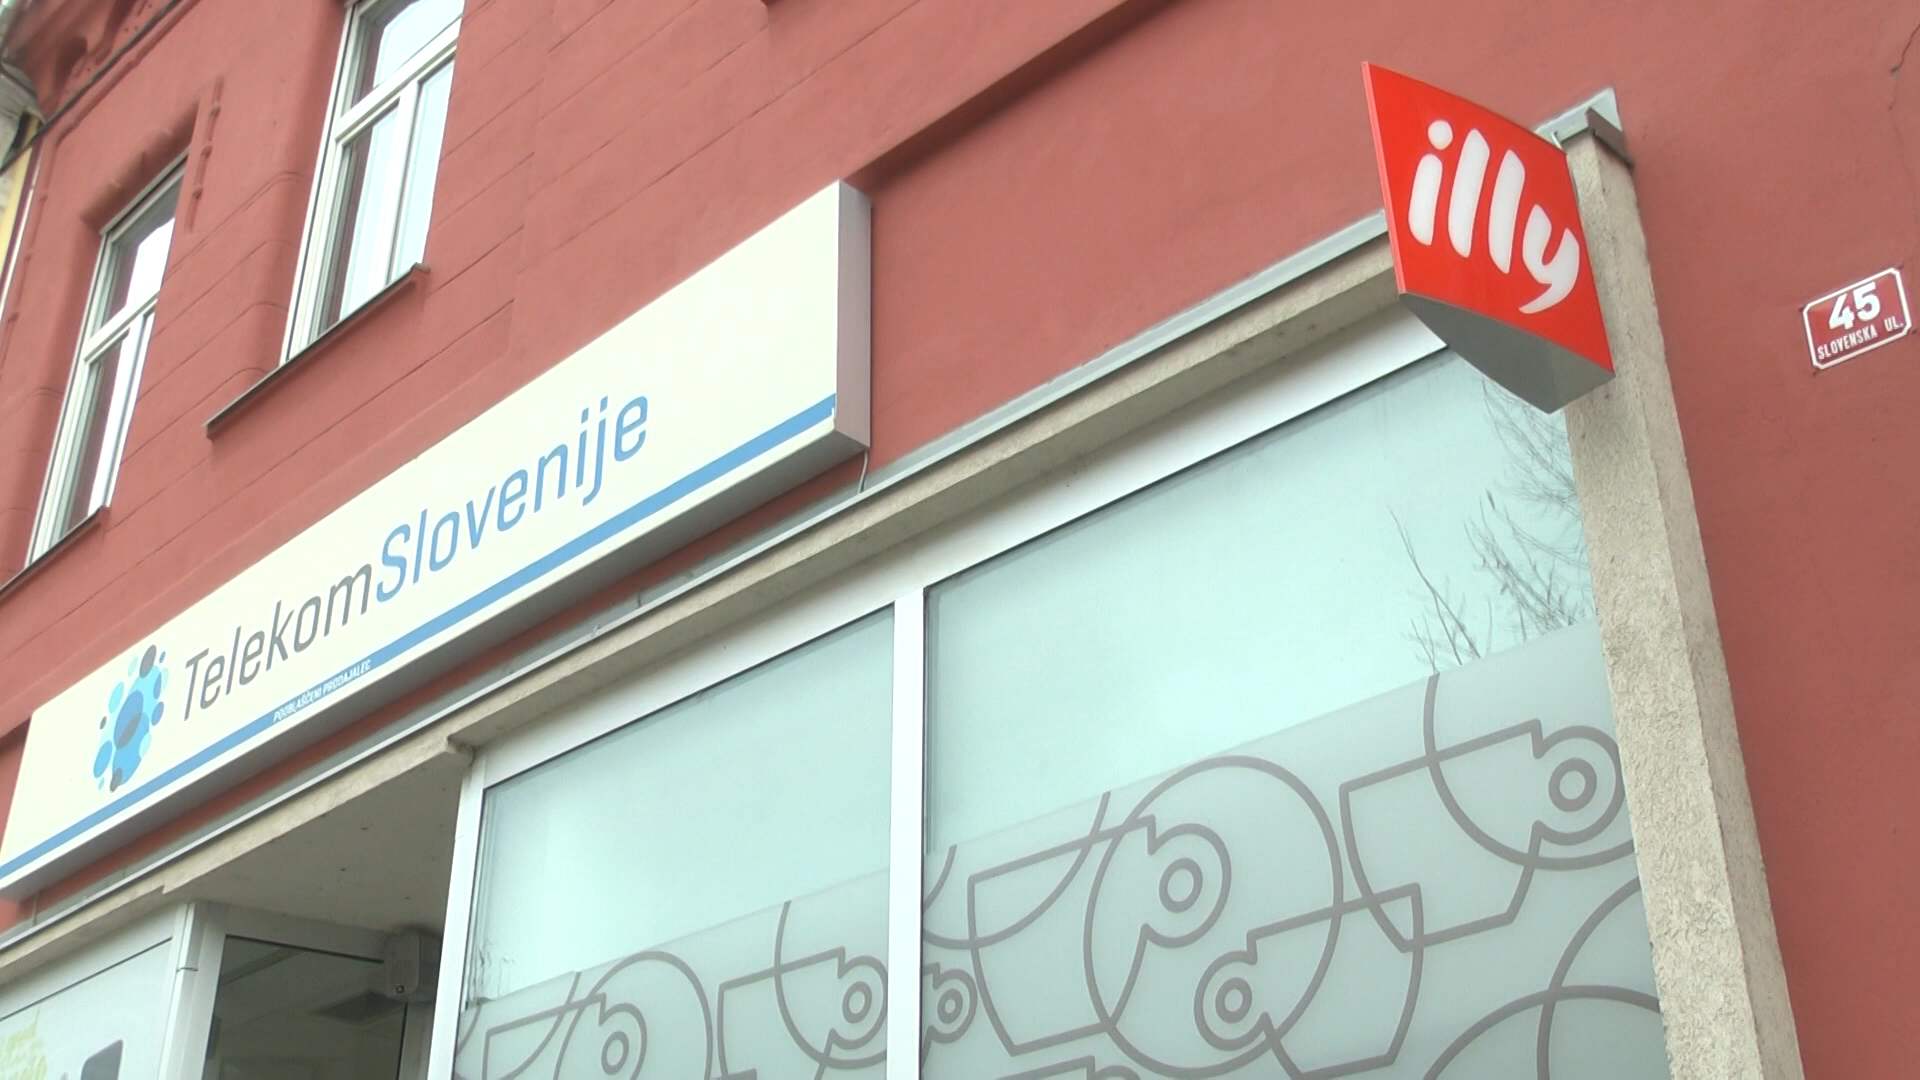 TelekomSlovenije
POOBLAŠČENI PRODAJALEC
illy
45
SLOVENSKA UL.